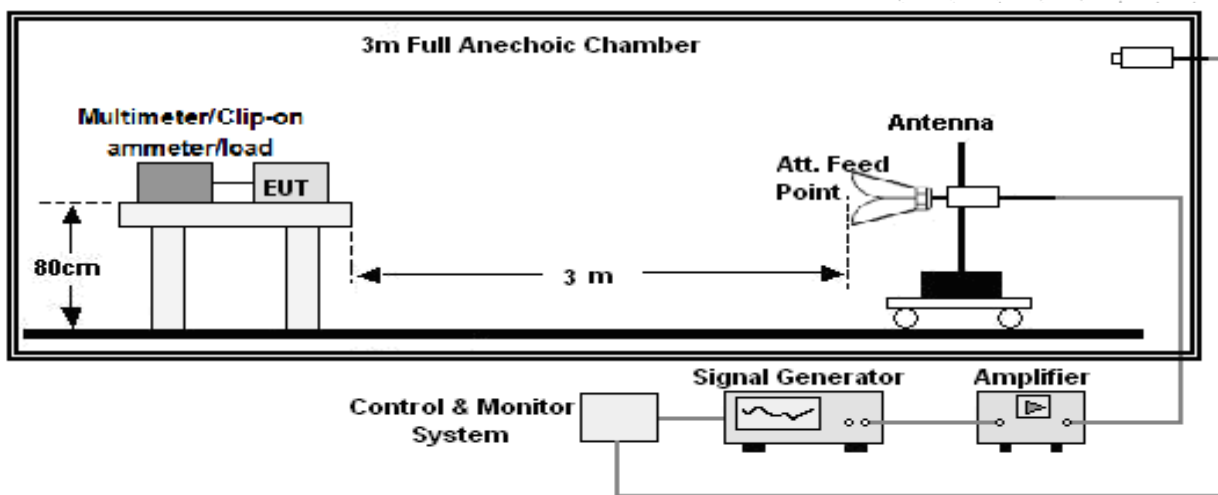 3m Full Anechoic Chamber
Multimeter/Clip-on
ammeter/load
EUT
Antenna
Att. Feed
Point
80cm
3 m
Signal Generator
Amplifier
Control & Monitor
System